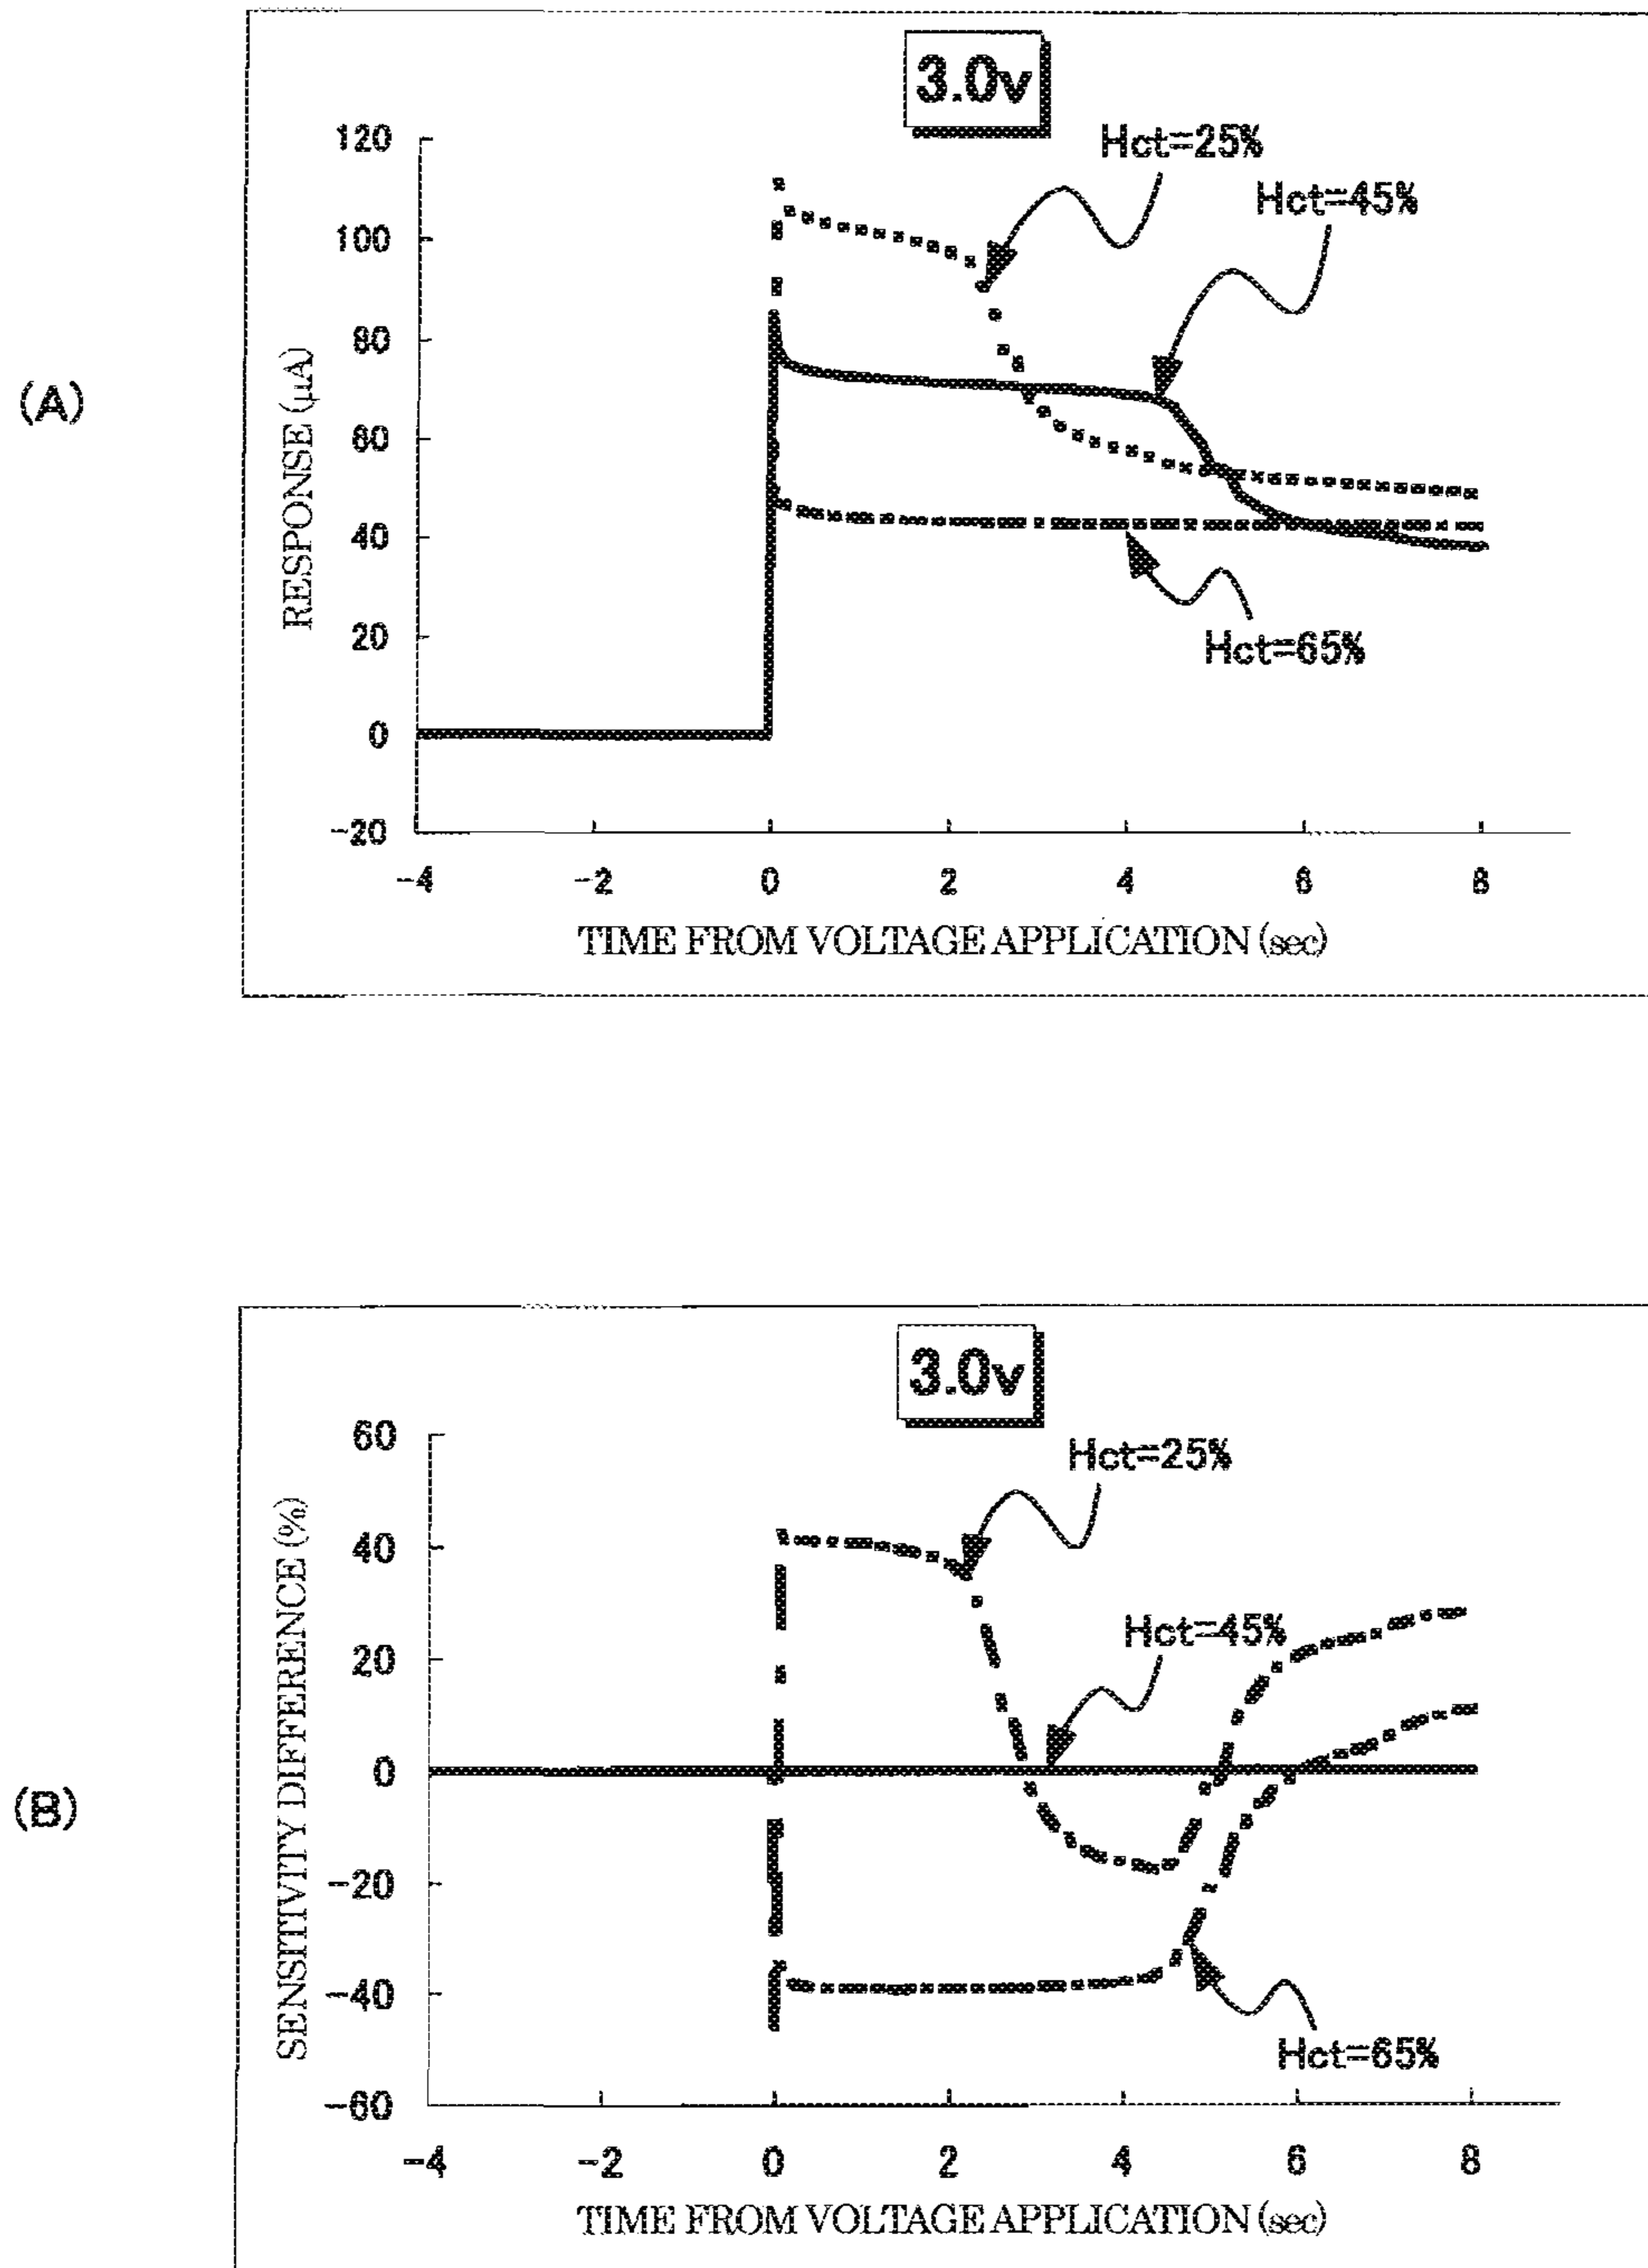 (A)
3.0v
Hct=25%
Hct=45%
Hct=65%
RESPONSE (μA)
120
100
80
60
40
20
0
-20
-4 -2 0 2 4 6 8
TIME FROM VOLTAGE APPLICATION (sec)
(B)
3.0v
Hct=25%
Hct=45%
Hct=65%
SENSITIVITY DIFFERENCE (%)
60
40
20
0
-20
-40
-60
-4 -2 0 2 4 6 8
TIME FROM VOLTAGE APPLICATION (sec)